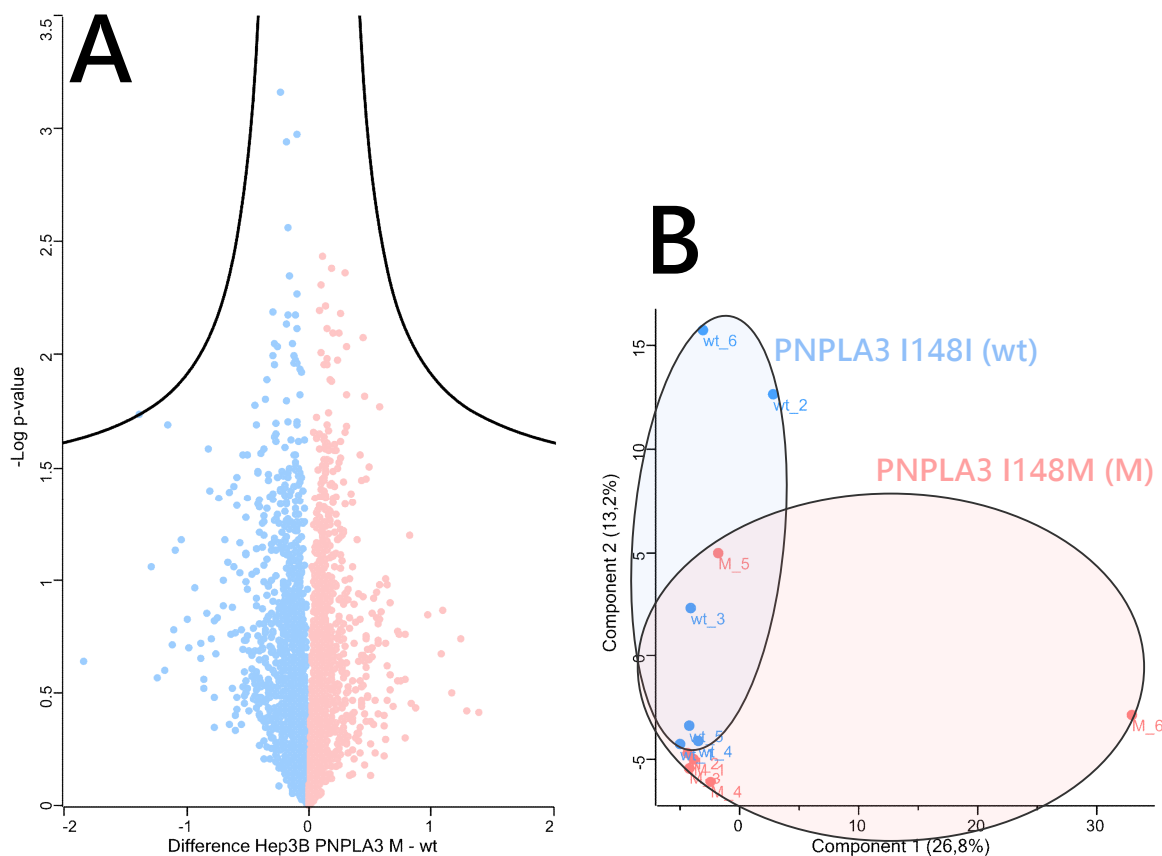 A
3.5
3
2.5
2
1.5
1
0.5
0
-Log p-value
-2
-1
0
1
2
Difference Hep3B PNPLA3 M - wt
B
PNPLA3 I148I (wt)
PNPLA3 I148M (M)
15
10
5
0
-5
Component 2 (13,2%)
wt_6
wt_2
M_5
wt_3
M_6
wt_5
wt_4
M_4
0
10
20
30
Component 1 (26,8%)